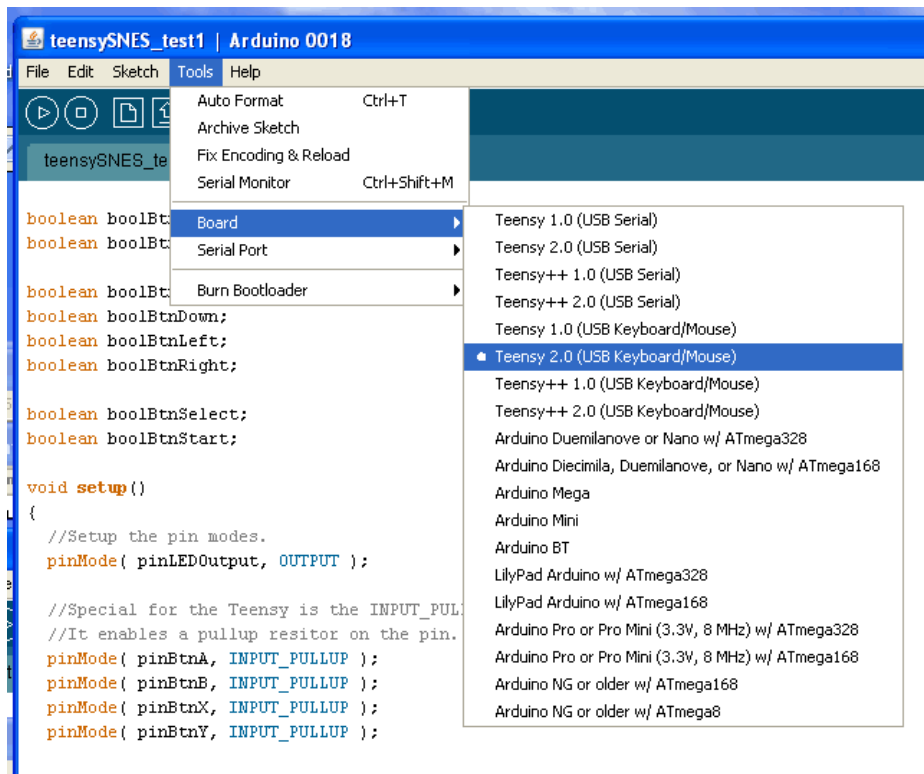 teensySNES_test1 | Arduino 0018
File Edit Sketch Tools Help
Auto Format Ctrl+T
Archive Sketch
Fix Encoding & Reload
Serial Monitor Ctrl+Shift+M
Board
Serial Port
Burn Bootloader
Teensy 1.0 (USB Serial)
Teensy 2.0 (USB Serial)
Teensy++ 1.0 (USB Serial)
Teensy++ 2.0 (USB Serial)
Teensy 1.0 (USB Keyboard/Mouse)
Teensy 2.0 (USB Keyboard/Mouse)
Teensy++ 1.0 (USB Keyboard/Mouse)
Teensy++ 2.0 (USB Keyboard/Mouse)
Arduino Duemilanove or Nano w/ ATmega328
Arduino Diecimila, Duemilanove, or Nano w/ ATmega168
Arduino Mega
Arduino Mini
Arduino BT
LilyPad Arduino w/ ATmega328
LilyPad Arduino w/ ATmega168
Arduino Pro or Pro Mini (3.3V, 8 MHz) w/ ATmega328
Arduino Pro or Pro Mini (3.3V, 8 MHz) w/ ATmega168
Arduino NG or older w/ ATmega168
Arduino NG or older w/ ATmega8
teensySNES_te
boolean boolBt
boolean boolBt
boolean boolBt
boolean boolBtnDown;
boolean boolBtnLeft;
boolean boolBtnRight;
boolean boolBtnSelect;
boolean boolBtnStart;
void setup()
{
//Setup the pin modes.
pinMode( pinLEDOutput, OUTPUT );
//Special for the Teensy is the INPUT_PUL
//It enables a pullup resitor on the pin.
pinMode( pinBtnA, INPUT_PULLUP );
pinMode( pinBtnB, INPUT_PULLUP );
pinMode( pinBtnX, INPUT_PULLUP );
pinMode( pinBtnY, INPUT_PULLUP );